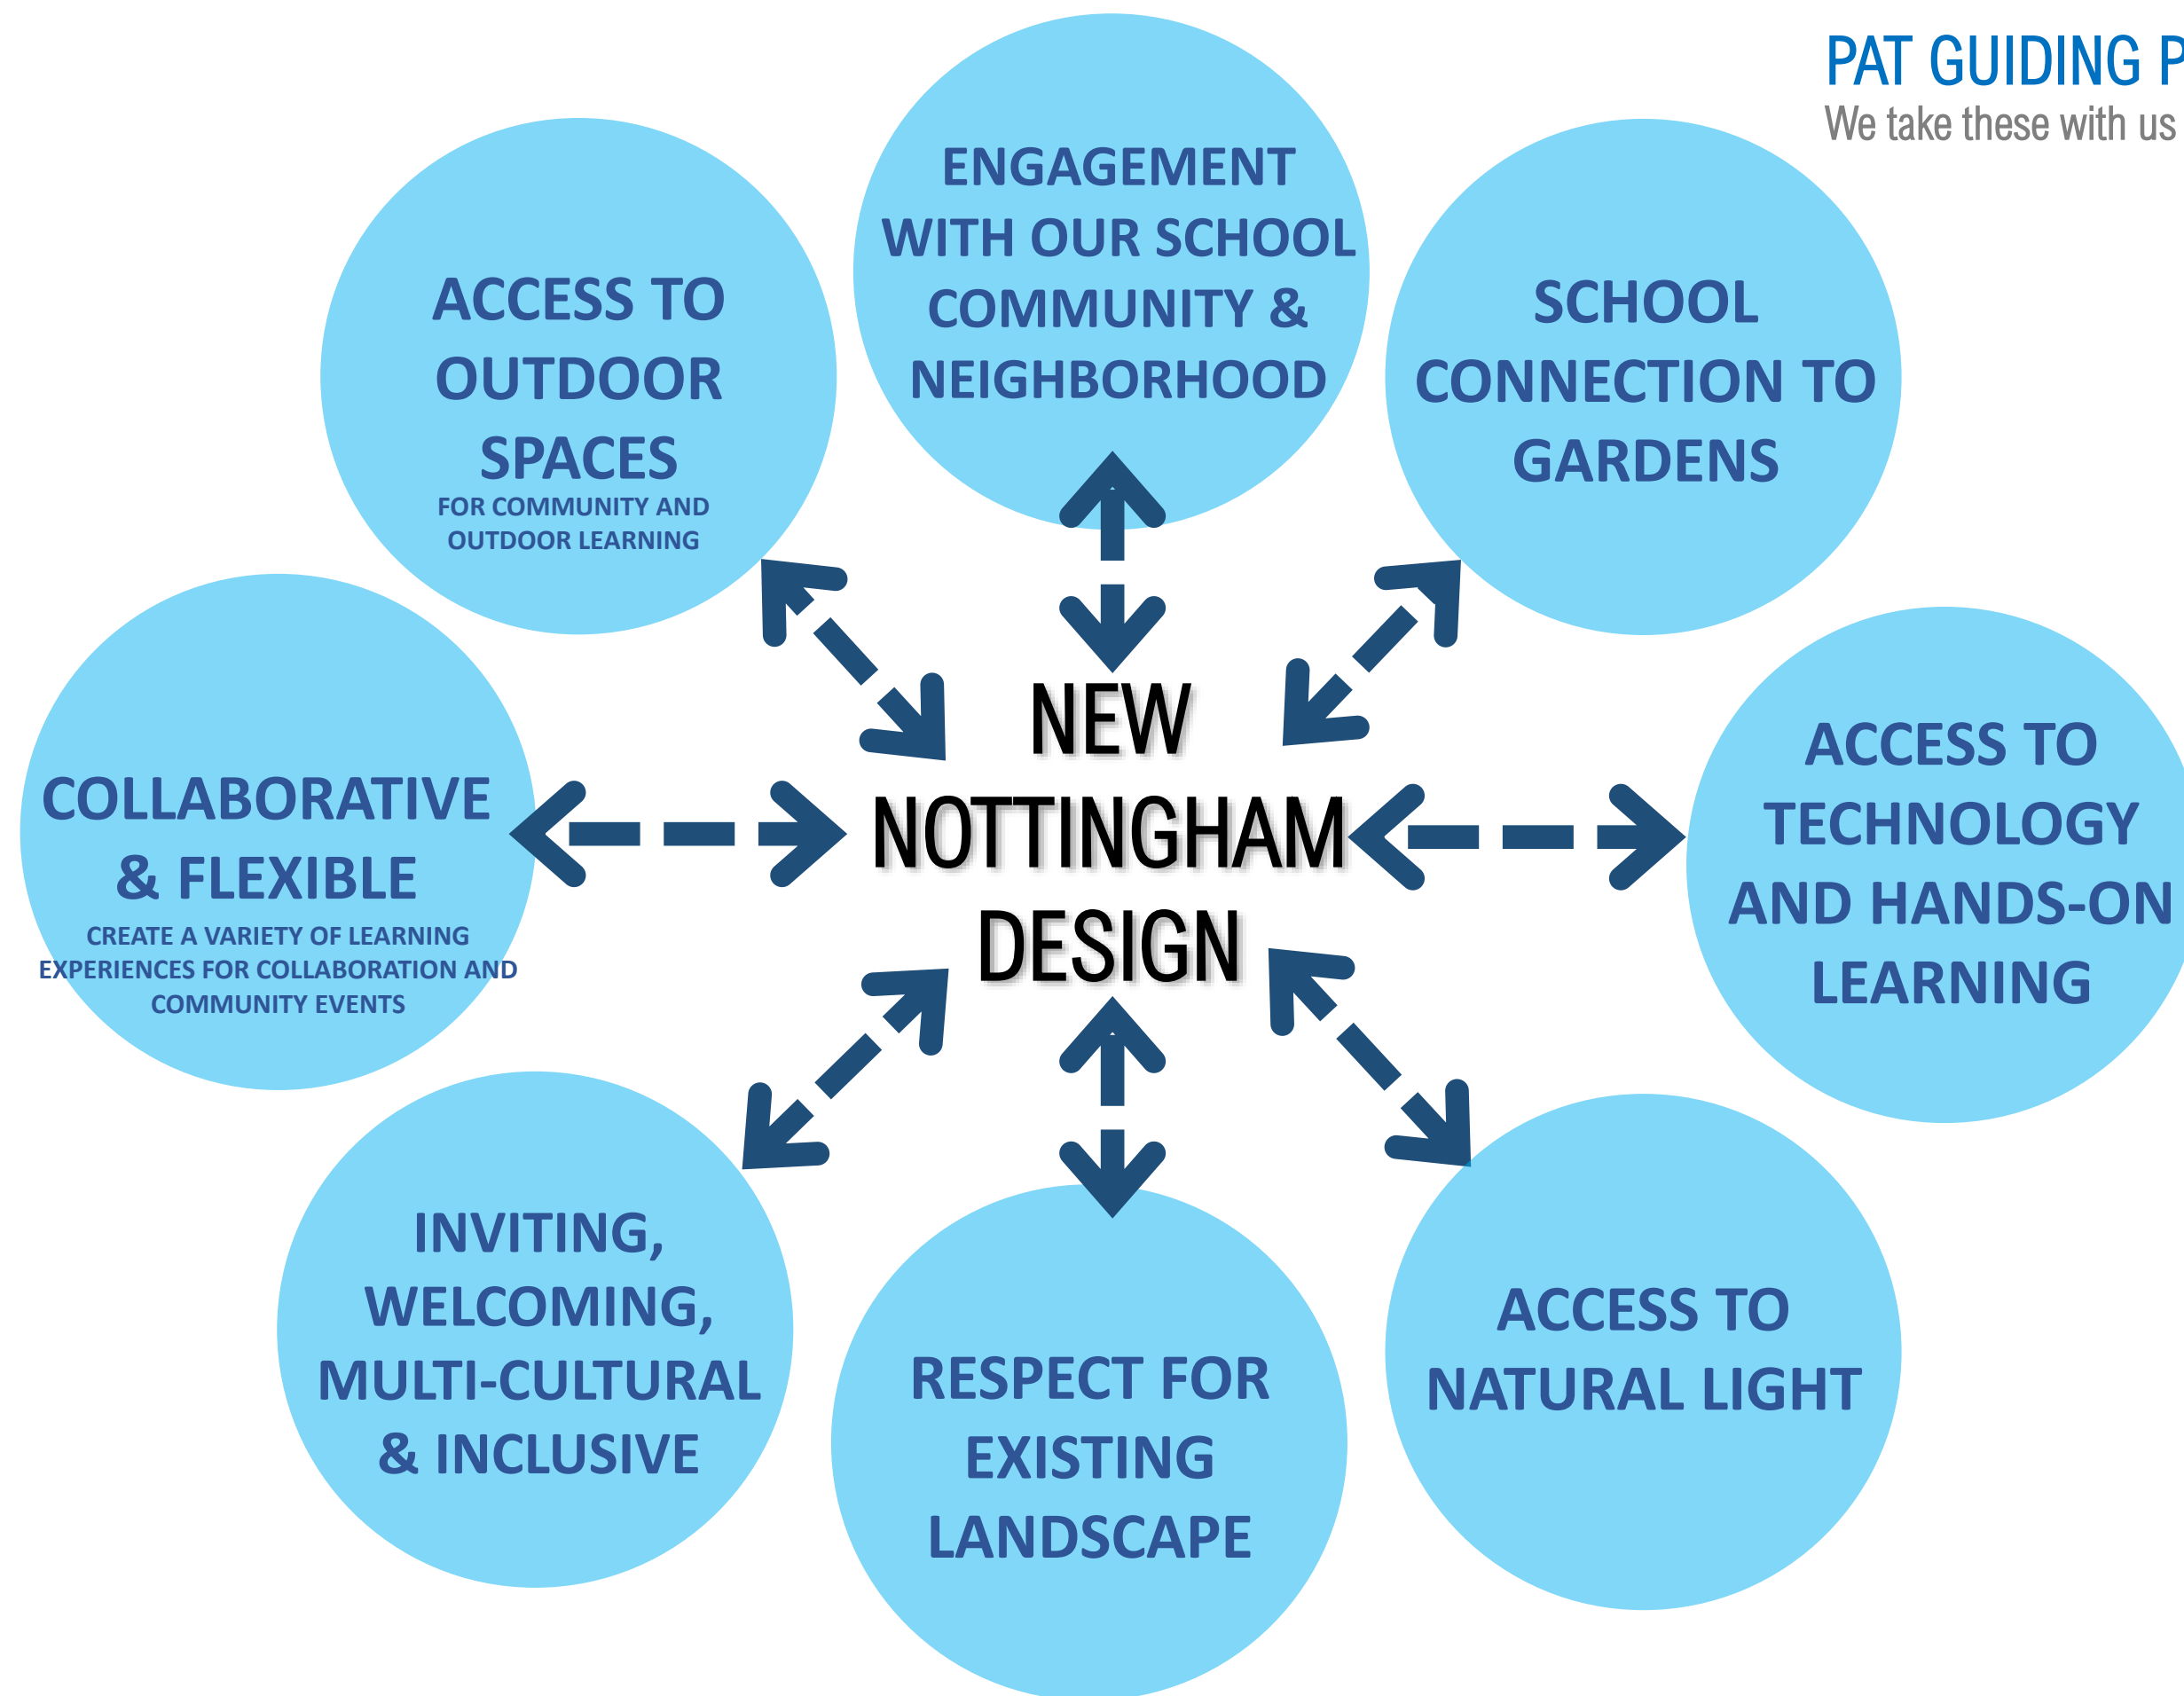 PAT GUIDING P
We take these with us
ENGAGEMENT
WITH OUR SCHOOL
COMMUNITY &
NEIGHBORHOOD
ACCESS TO
OUTDOOR
SPACES
FOR COMMUNITY AND
OUTDOOR LEARNING
SCHOOL
CONNECTION TO
GARDENS
COLLABORATIVE
& FLEXIBLE
CREATE A VARIETY OF LEARNING
EXPERIENCES FOR COLLABORATION AND
COMMUNITY EVENTS
NEW
NOTTINGHAM
DESIGN
ACCESS TO
TECHNOLOGY
AND HANDS-ON
LEARNING
INVITING,
WELCOMING,
MULTI-CULTURAL
& INCLUSIVE
RESPECT FOR
EXISTING
LANDSCAPE
ACCESS TO
NATURAL LIGHT